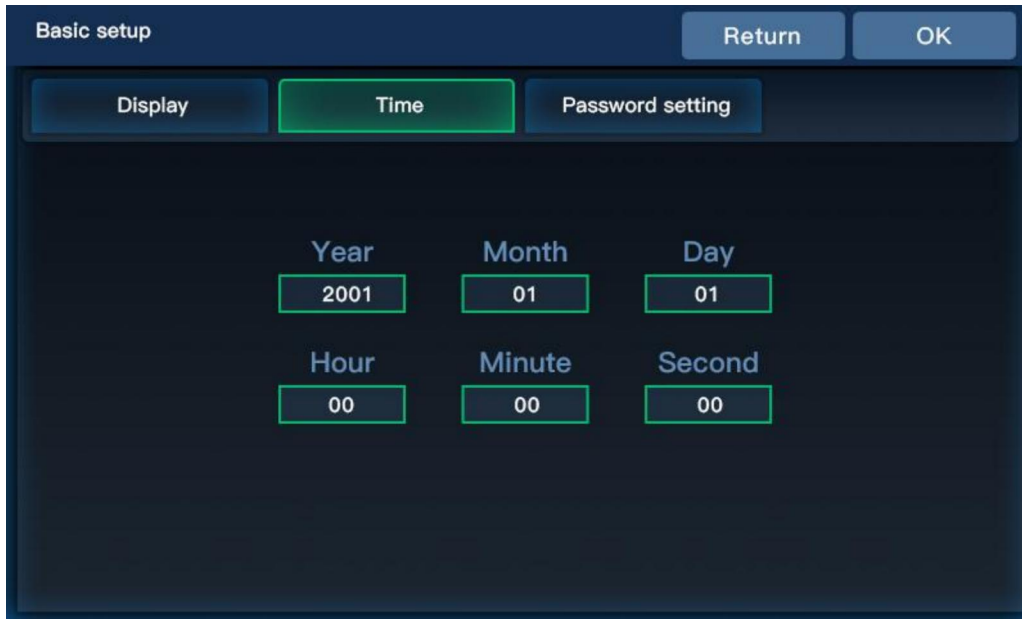 Basic setup Return OK
Display Time Password setting
Year Month Day
2001 01 01
Hour Minute Second
00 00 00